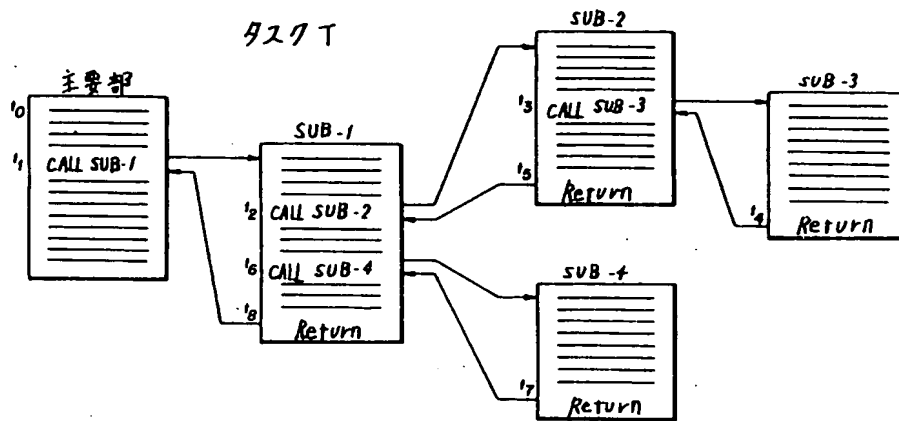 タスクT
主要部
t0
t1
CALL SUB-1
SUB-1
t2
CALL SUB-2
t6
CALL SUB-4
t8
Return
SUB-2
t3
CALL SUB-3
t5
Return
SUB-3
t4
Return
SUB-4
t7
Return